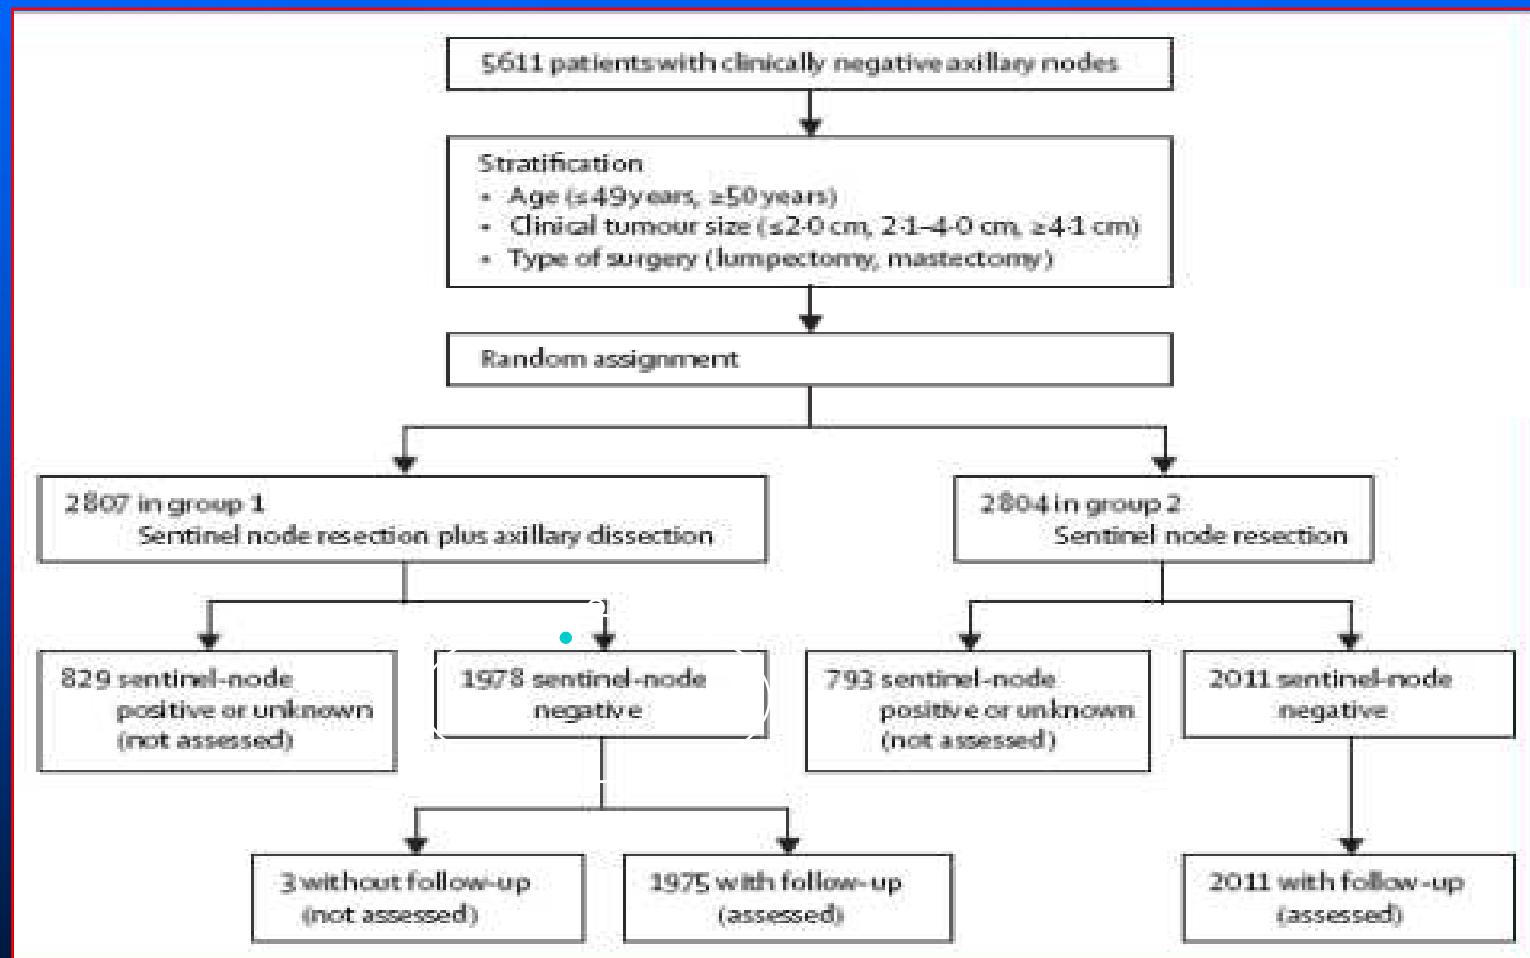 5611 patients with clinically negative axillary nodes
Stratification
• Age (≤49 years, ≥50 years)
• Clinical tumour size (≤2·0 cm, 2·1–4·0 cm, ≥4·1 cm)
• Type of surgery (lumpectomy, mastectomy)
Random assignment
2807 in group 1
Sentinel node resection plus axillary dissection
2804 in group 2
Sentinel node resection
829 sentinel-node
positive or unknown
(not assessed)
1978 sentinel-node
negative
793 sentinel-node
positive or unknown
(not assessed)
2011 sentinel-node
negative
3 without follow-up
(not assessed)
1975 with follow-up
(assessed)
2011 with follow-up
(assessed)